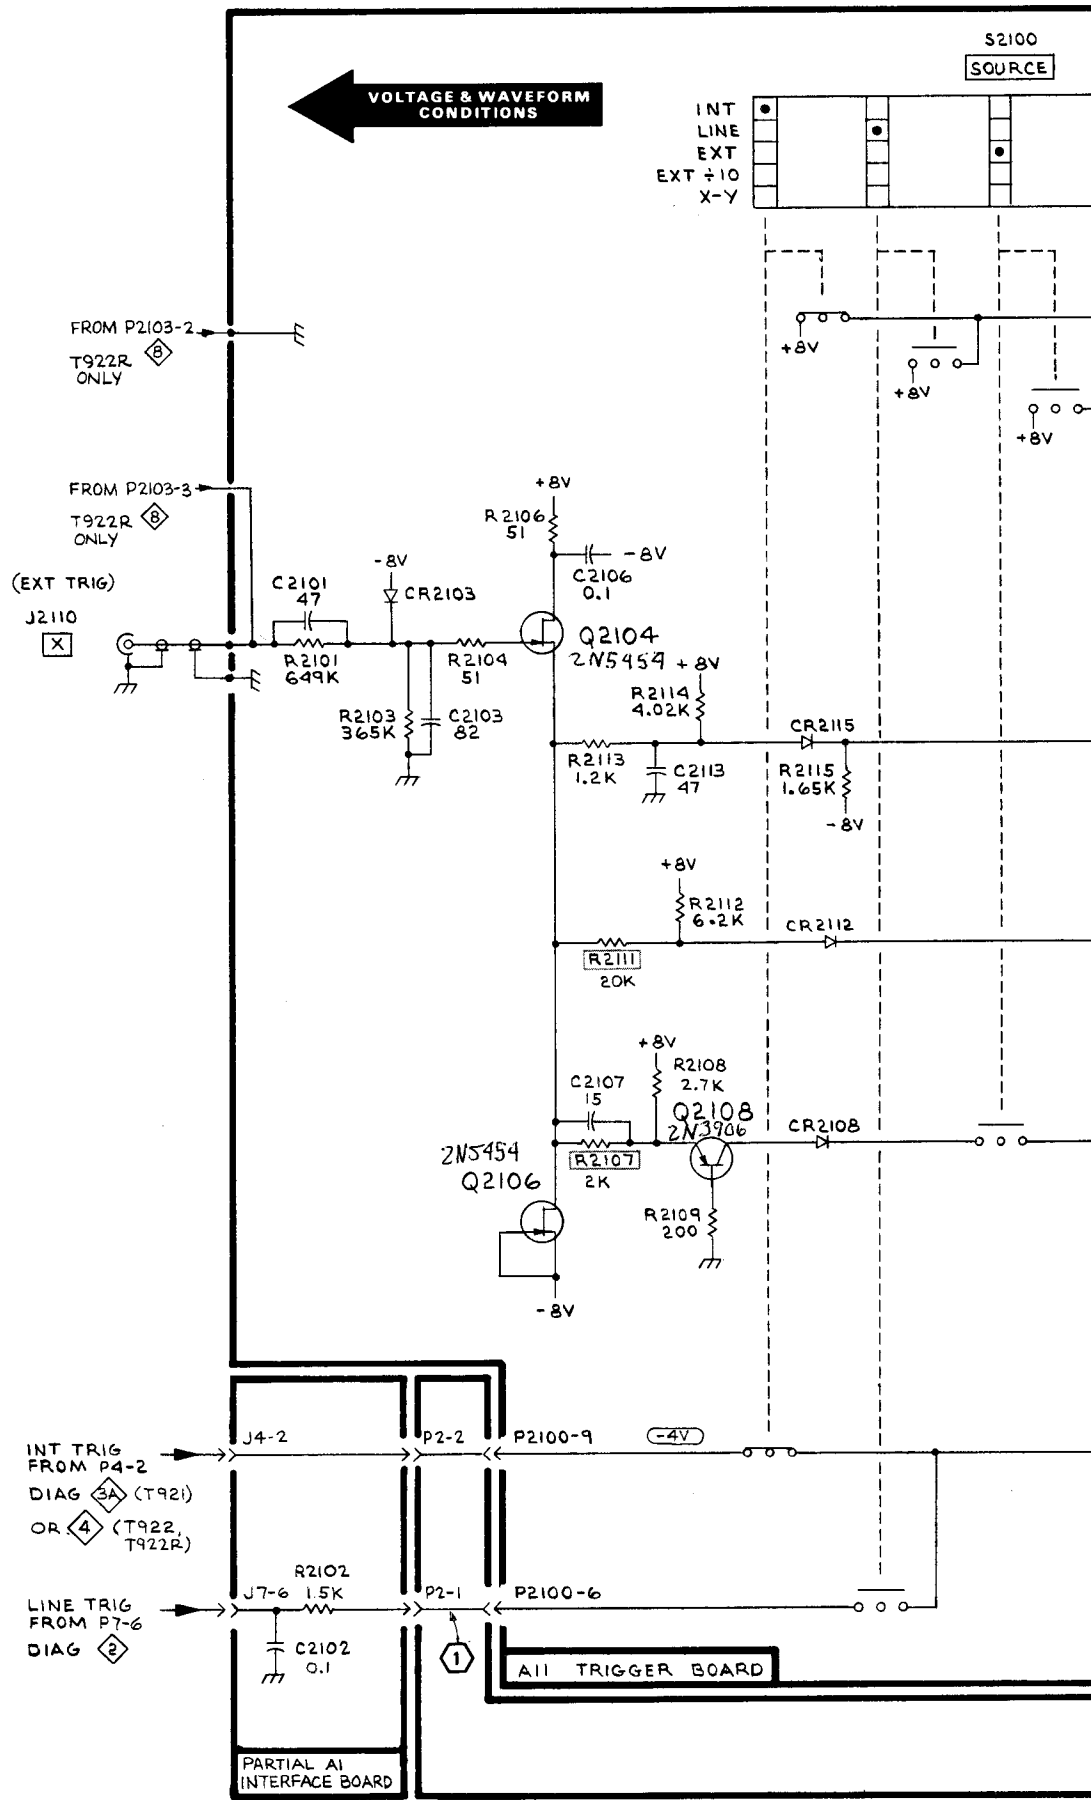 S2100
SOURCE
VOLTAGE & WAVEFORM
CONDITIONS
INT
LINE
EXT
EXT ÷10
X-Y
FROM P2103-2
8
T922R
ONLY
+8V
+8V
+8V
FROM P2103-3
8
T922R
ONLY
+8V
R2106
51
-8V
C2106
0.1
(EXT TRIG)
J2110
X
C2101
47
-8V
CR2103
R2101
649K
R2104
51
Q2104
2N5454
+8V
R2103
365K
C2103
82
R2114
4.02K
CR2115
R2113
1.2K
C2113
47
R2115
1.65K
-8V
+8V
R2112
6.2K
CR2112
R2111
20K
+8V
R2108
2.7K
C2107
15
Q2108
2N3906
CR2108
2N5454
Q2106
R2107
2K
R2109
200
-8V
INT TRIG
FROM P4-2
DIAG 3A (T921)
OR 4 (T922,
T922R)
J4-2
P2-2
P2100-9
-4V
LINE TRIG
FROM P7-6
DIAG 2
J7-6
R2102
1.5K
P2-1
P2100-6
C2102
0.1
1
A11 TRIGGER BOARD
PARTIAL A1
INTERFACE BOARD